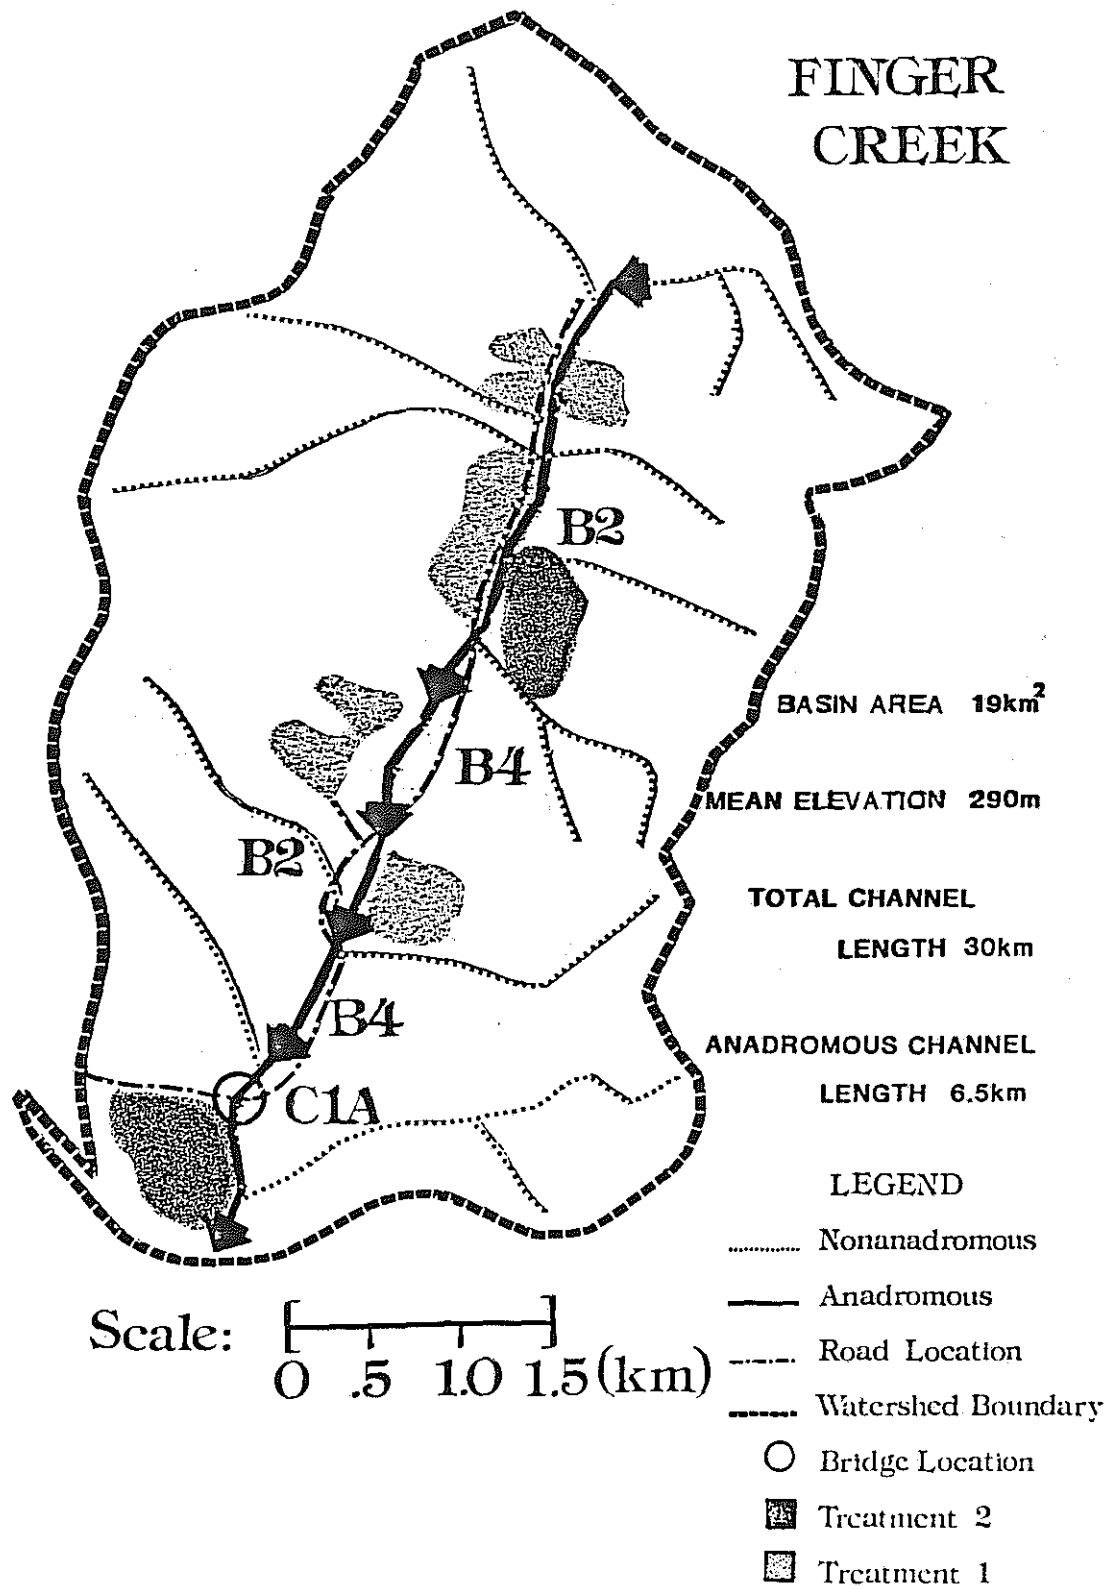 FINGER
CREEK
B2
BASIN AREA 19km²
B4
MEAN ELEVATION 290m
B2
TOTAL CHANNEL
LENGTH 30km
B4
ANADROMOUS CHANNEL
LENGTH 6.5km
C1A
LEGEND
Nonanadromous
Anadromous
Road Location
Watershed Boundary
Bridge Location
Treatment 2
Treatment 1
Scale:
0 .5 1.0 1.5 (km)